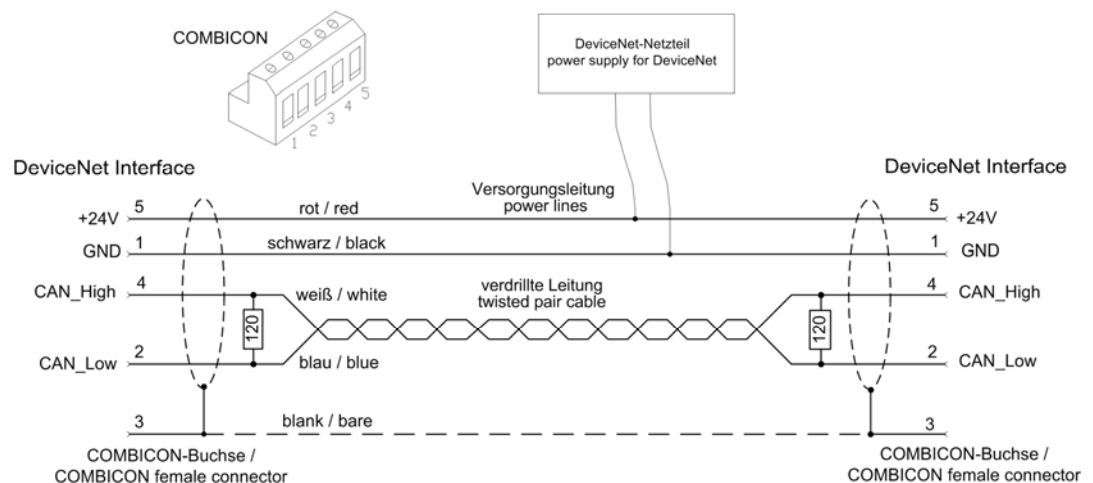 COMBICON
1 2 3 4 5
DeviceNet-Netzteil
power supply for DeviceNet
DeviceNet Interface
DeviceNet Interface
Versorgungsleitung
power lines
+24V 5
rot / red
5 +24V
GND 1
schwarz / black
1 GND
CAN_High 4
weiß / white
verdrillte Leitung
twisted pair cable
4 CAN_High
120
120
CAN_Low 2
blau / blue
2 CAN_Low
3
blank / bare
3
COMBICON-Buchse /
COMBICON female connector
COMBICON-Buchse /
COMBICON female connector